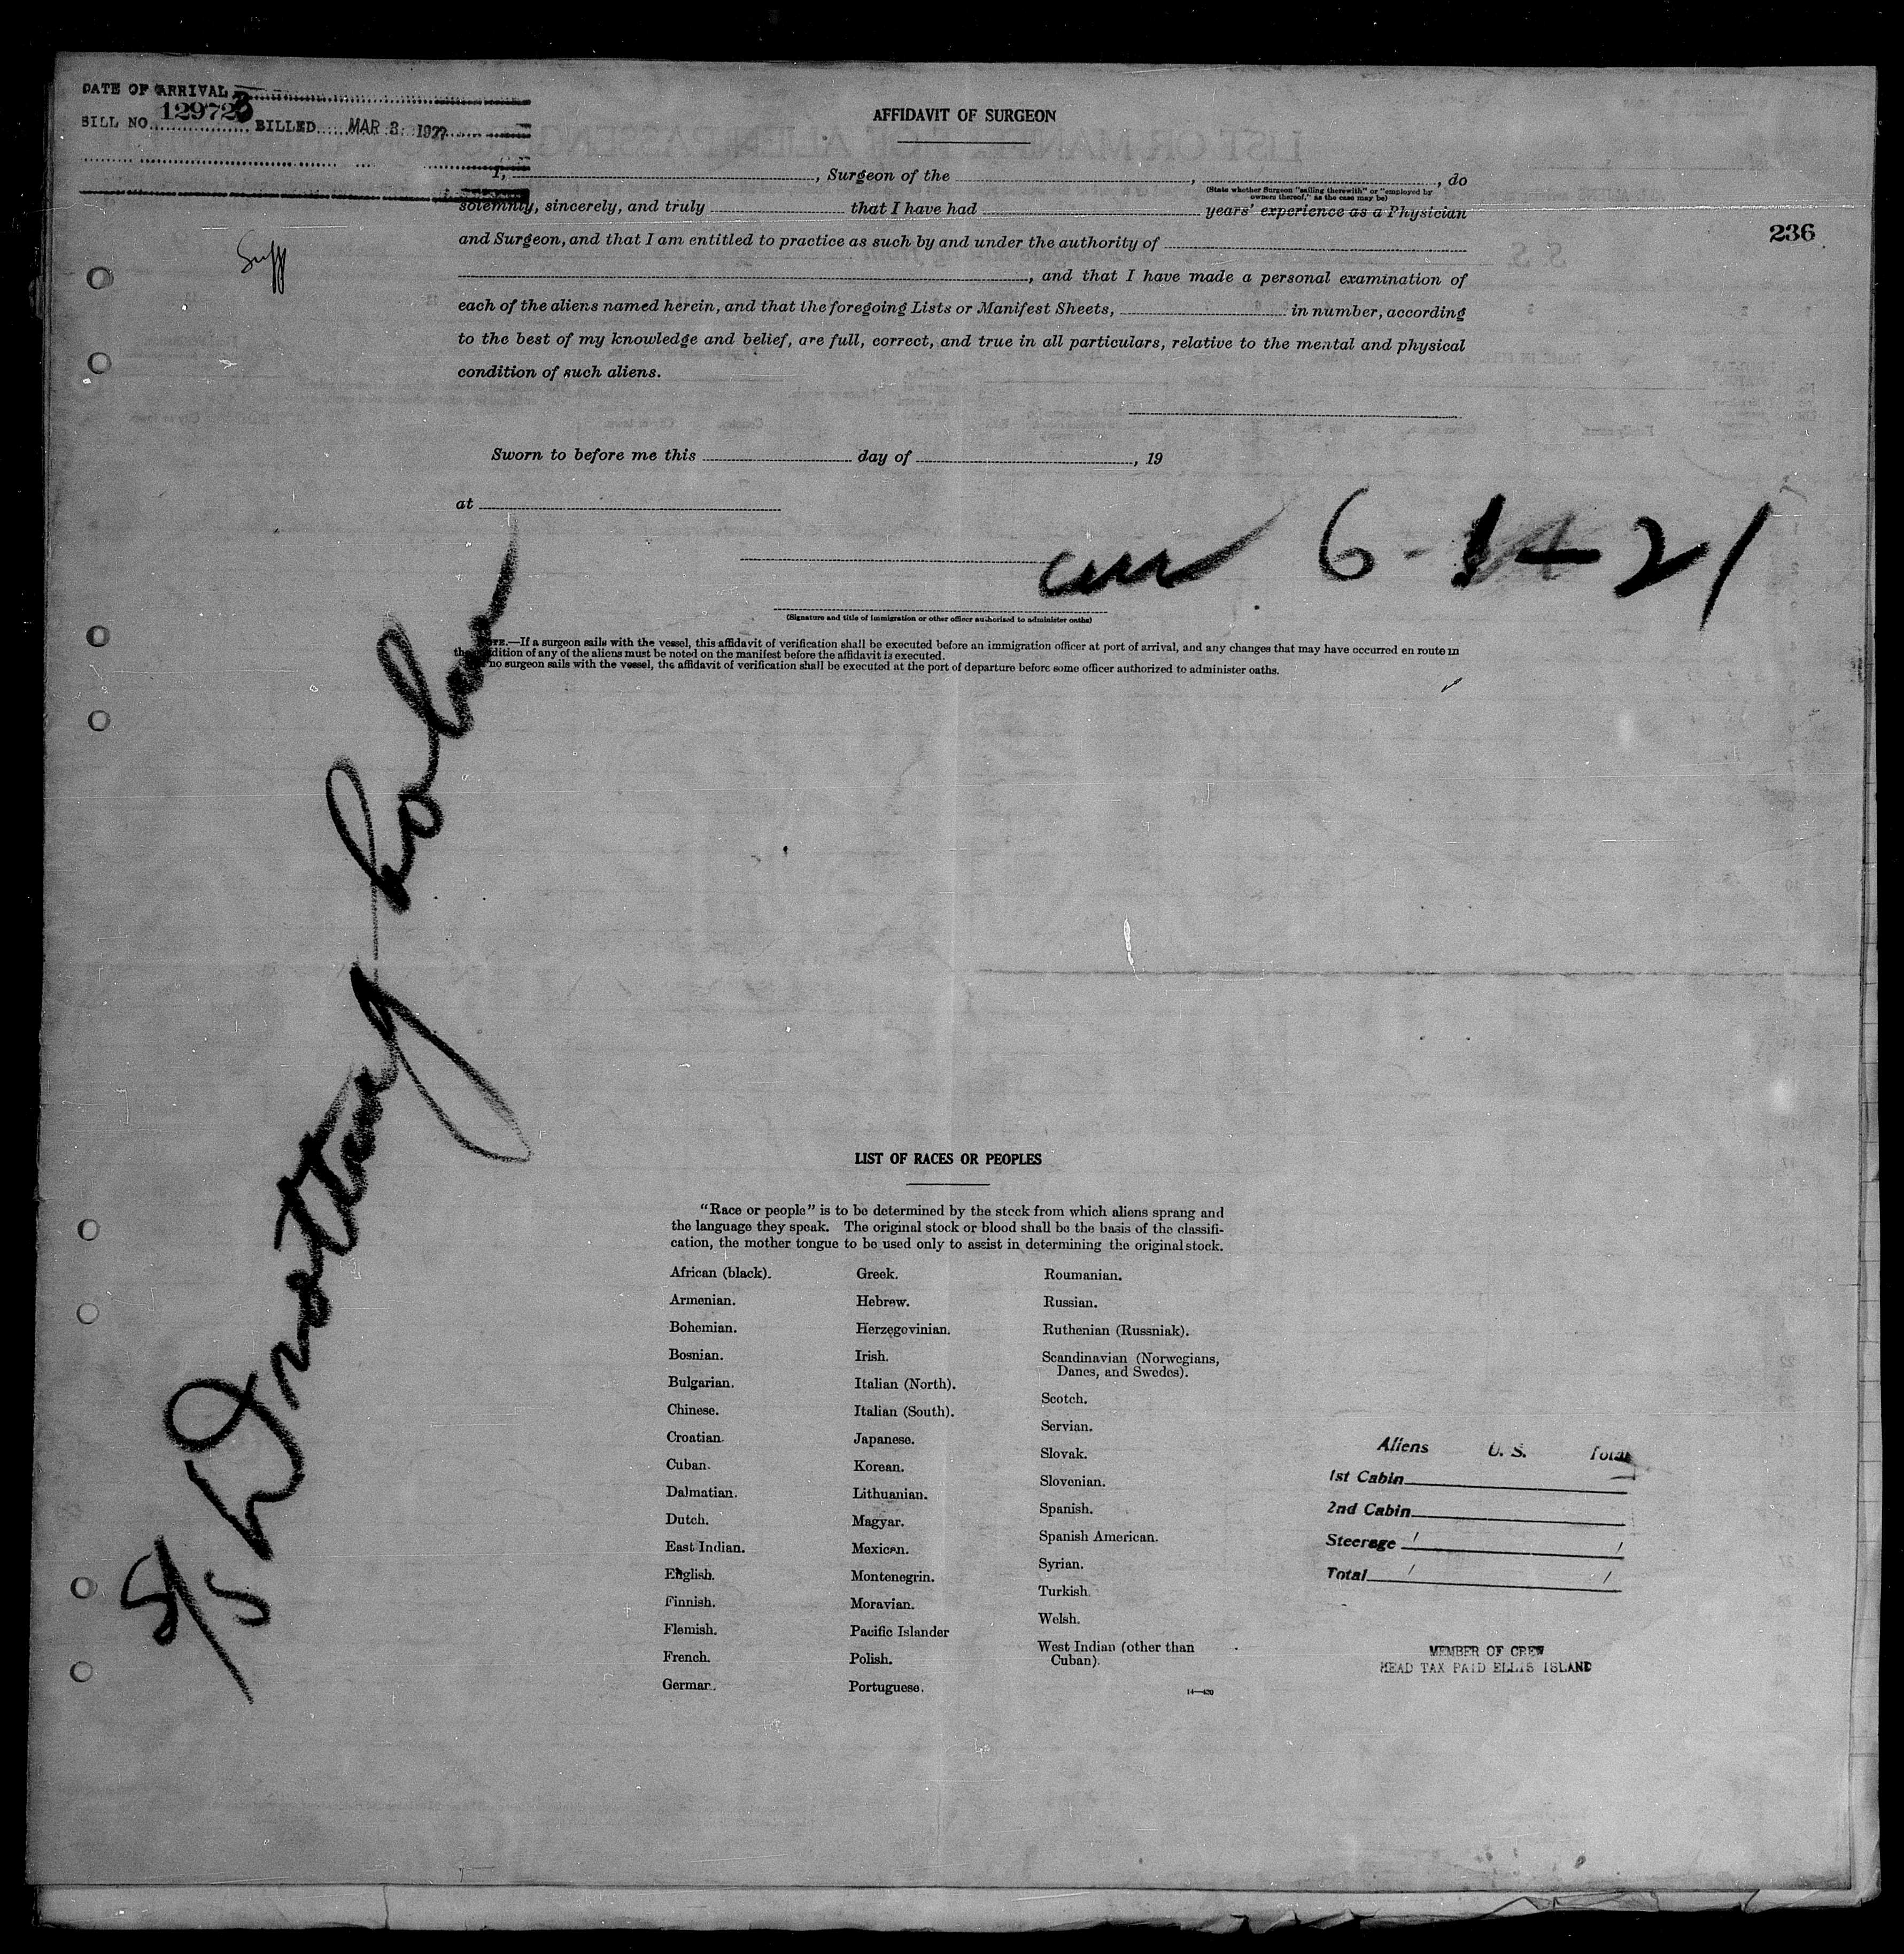 DATE OF ARRIVAL
BILL NO. 129723 BILLED MAR 3 1922
236
Suff
AFFIDAVIT OF SURGEON
I, , Surgeon of the , , do
(State whether Surgeon "sailing therewith" or "employed by owners thereof," as the case may be)
solemnly, sincerely, and truly that I have had years' experience as a Physician
and Surgeon, and that I am entitled to practice as such by and under the authority of
, and that I have made a personal examination of
each of the aliens named herein, and that the foregoing Lists or Manifest Sheets, in number, according
to the best of my knowledge and belief, are full, correct, and true in all particulars, relative to the mental and physical
condition of such aliens.
Sworn to before me this day of , 19
at
6 - - 21
(Signature and title of immigration or other officer authorized to administer oaths)
NOTE.—If a surgeon sails with the vessel, this affidavit of verification shall be executed before an immigration officer at port of arrival, and any changes that may have occurred en route in
the condition of any of the aliens must be noted on the manifest before the affidavit is executed.
If no surgeon sails with the vessel, the affidavit of verification shall be executed at the port of departure before some officer authorized to administer oaths.
S/S Drottningholm
LIST OF RACES OR PEOPLES
"Race or people" is to be determined by the stock from which aliens sprang and
the language they speak. The original stock or blood shall be the basis of the classifi-
cation, the mother tongue to be used only to assist in determining the original stock.
African (black).
Armenian.
Bohemian.
Bosnian.
Bulgarian.
Chinese.
Croatian.
Cuban.
Dalmatian.
Dutch.
East Indian.
English.
Finnish.
Flemish.
French.
German.
Greek.
Hebrew.
Herzegovinian.
Irish.
Italian (North).
Italian (South).
Japanese.
Korean.
Lithuanian.
Magyar.
Mexican.
Montenegrin.
Moravian.
Pacific Islander
Polish.
Portuguese.
Roumanian.
Russian.
Ruthenian (Russniak).
Scandinavian (Norwegians,
Danes, and Swedes).
Scotch.
Servian.
Slovak.
Slovenian.
Spanish.
Spanish American.
Syrian.
Turkish.
Welsh.
West Indian (other than
Cuban).
14—420
Aliens U. S. Total
1st Cabin
2nd Cabin
Steerage 1 1
Total 1 1
MEMBER OF CREW
HEAD TAX PAID ELLIS ISLAND